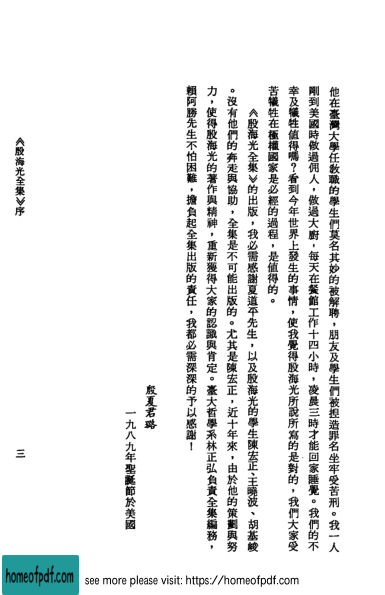 他在臺灣大學任敎職的學生們莫名其妙的被解聘，朋友及學生們被捏造罪名坐牢受苦刑。我一人
剛到美國時做過佣人，做過大廚，每天在餐館工作十四小時，凌晨三時才能回家睡覺。我們的不
幸及犧牲值得嗎？看到今年世界上發生的事情，使我覺得殷海光所說所寫的是對的，我們大家受
苦犧牲在極權國家是必經的過程，是值得的。
《殷海光全集》的出版，我必需感謝夏道平先生，以及殷海光的學生陳宏正、王曉波、胡基峻
。沒有他們的奔走與協助，全集是不可能出版的。尤其是陳宏正，近十年來，由於他的策劃與努
力，使得殷海光的著作與精神，重新獲得大家的認識與肯定。臺大哲學系林正弘負責全集編務，
賴阿勝先生不怕困難，擔負起全集出版的責任，我都必需深深的予以感謝！
殷夏君璐
一九八九年聖誕節於美國
《殷海光全集》序
三
homeofpdf.com
see more please visit: https://homeofpdf.com